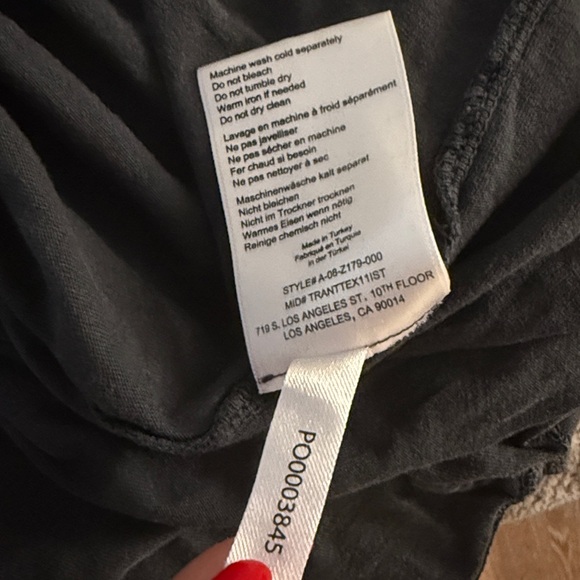 Machine wash cold separately
Do not bleach
Do not tumble dry
Warm iron if needed
Do not dry clean
Lavage en machine à froid séparément
Ne pas javelliser
Ne pas sécher en machine
Fer chaud si besoin
Ne pas nettoyer à sec
Maschinenwäsche kalt separat
Nicht bleichen
Nicht im Trockner trocknen
Warmes Eisen wenn nötig
Reinige chemisch nicht
Made in Turkey
Fabriqué en Turquie
in der Türkei
STYLE# A-06-Z179-000
MID# TRANTTEX11IST
719 S. LOS ANGELES ST. 10TH FLOOR
LOS ANGELES, CA 90014
PO0003845